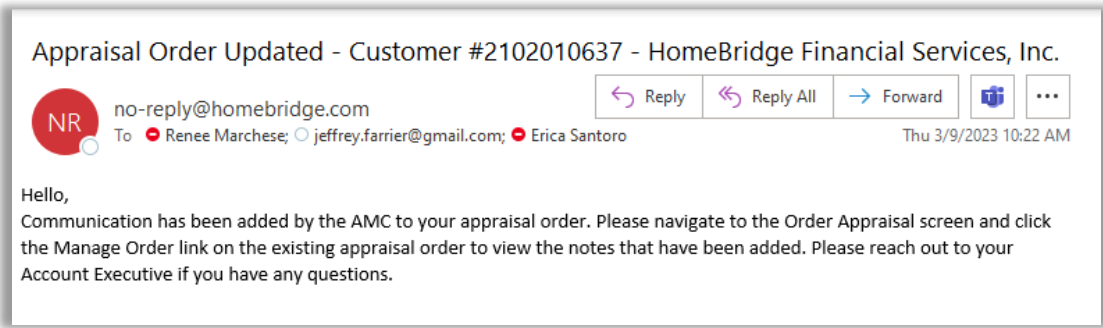 Appraisal Order Updated - Customer #2102010637 - HomeBridge Financial Services, Inc.
NR
no-reply@homebridge.com
Reply
Reply All
Forward
To Renee Marchese; jeffrey.farrier@gmail.com; Erica Santoro
Thu 3/9/2023 10:22 AM
Hello,
Communication has been added by the AMC to your appraisal order. Please navigate to the Order Appraisal screen and click
the Manage Order link on the existing appraisal order to view the notes that have been added. Please reach out to your
Account Executive if you have any questions.